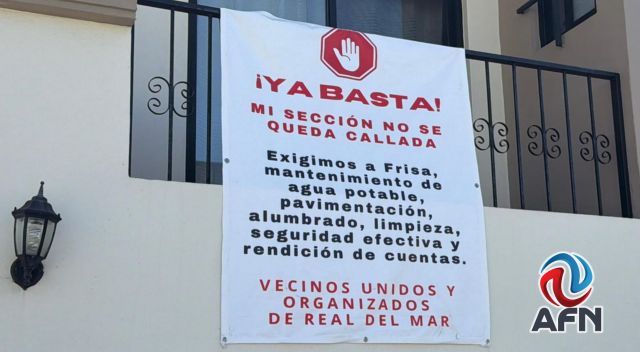 ¡YA BASTA!
MI SECCIÓN NO SE
QUEDA CALLADA
Exigimos a Frisa,
mantenimiento de
agua potable,
pavimentación,
alumbrado, limpieza,
seguridad efectiva y
rendición de cuentas.
VECINOS UNIDOS Y
ORGANIZADOS
DE REAL DEL MAR
AFN